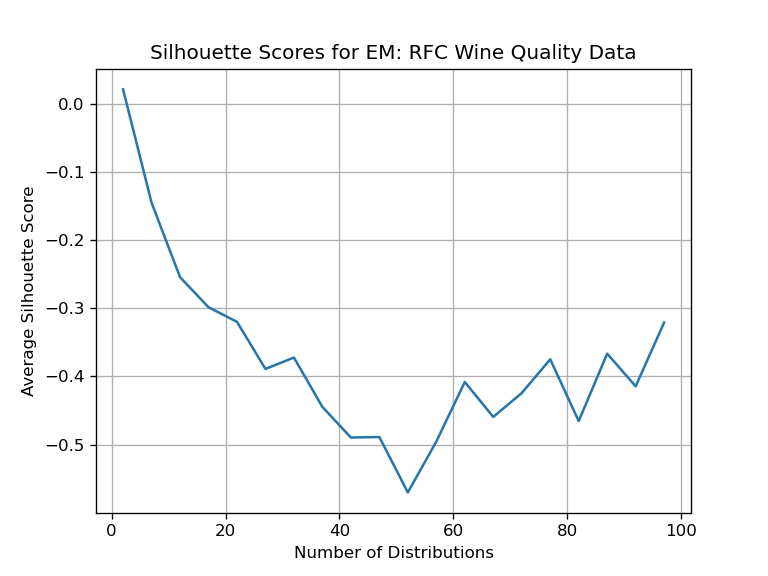 Silhouette Scores for EM: RFC Wine Quality Data
Average Silhouette Score
0.0
−0.1
−0.2
−0.3
−0.4
−0.5
0 20 40 60 80 100
Number of Distributions